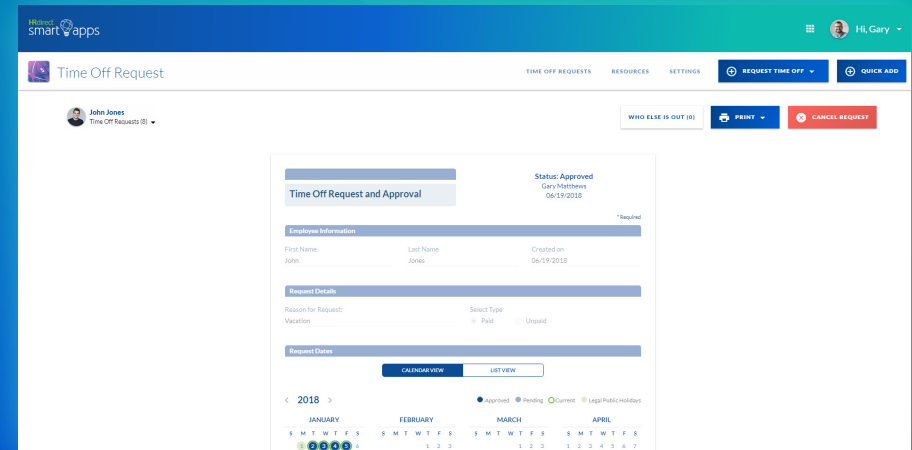 HRdirect
smart apps
Hi, Gary
Time Off Request
TIME OFF REQUESTS
RESOURCES
SETTINGS
REQUEST TIME OFF
QUICK ADD
John Jones
Time Off Requests (8)
WHO ELSE IS OUT (0)
PRINT
CANCEL REQUEST
Time Off Request and Approval
Status: Approved
Gary Matthews
06/19/2018
* Required
Employee Information
First Name Last Name Created on
John Jones 06/19/2018
Request Details
Reason for Request: Select Type
Vacation Paid Unpaid
Request Dates
CALENDAR VIEW LIST VIEW
< 2018 > Approved Pending Current Legal Public Holidays
JANUARY FEBRUARY MARCH APRIL
S M T W T F S S M T W T F S S M T W T F S S M T W T F S
1 2 3 4 5 6 1 2 3 1 2 3 1 2 3 4 5 6 7